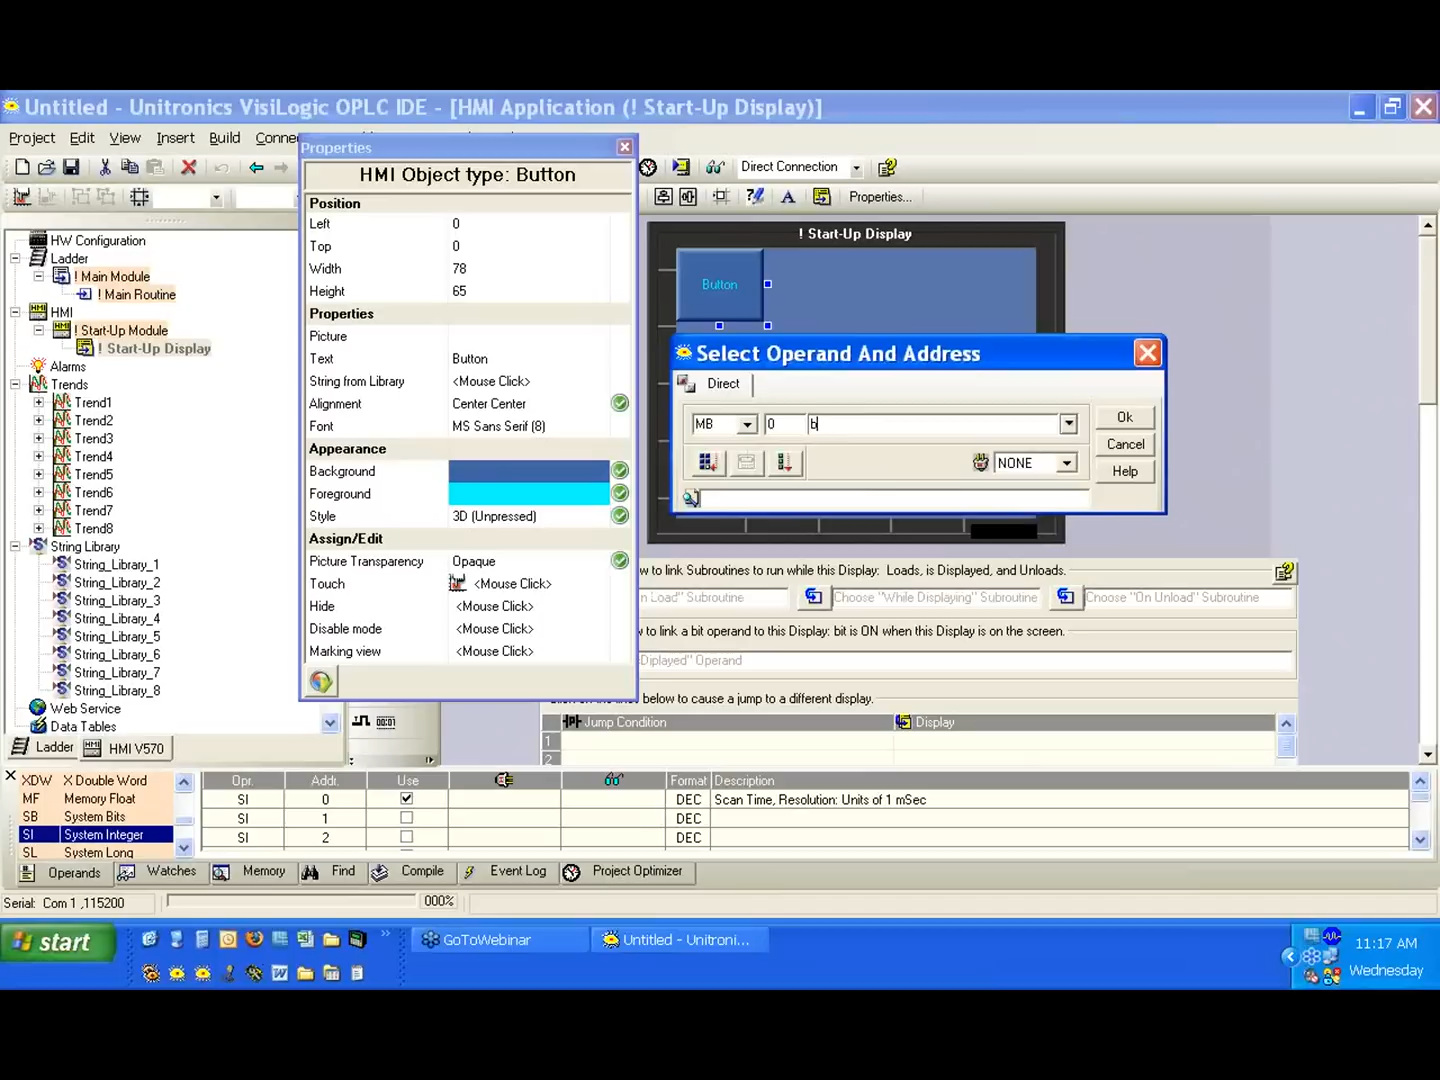 Untitled - Unitronics VisiLogic OPLC IDE - [HMI Application (! Start-Up Display)]
Project Edit View Insert Build Conne
Direct Connection
Properties...
Properties
HMI Object type: Button
Position
Left 0
Top 0
Width 78
Height 65
Properties
Picture
Text Button
String from Library <Mouse Click>
Alignment Center Center
Font MS Sans Serif (8)
Appearance
Background
Foreground
Style 3D (Unpressed)
Assign/Edit
Picture Transparency Opaque
Touch <Mouse Click>
Hide <Mouse Click>
Disable mode <Mouse Click>
Marking view <Mouse Click>
HW Configuration
Ladder
! Main Module
! Main Routine
HMI
! Start-Up Module
! Start-Up Display
Alarms
Trends
Trend1
Trend2
Trend3
Trend4
Trend5
Trend6
Trend7
Trend8
String Library
String_Library_1
String_Library_2
String_Library_3
String_Library_4
String_Library_5
String_Library_6
String_Library_7
String_Library_8
Web Service
Data Tables
Ladder HMI V570
! Start-Up Display
Button
Select Operand And Address
Direct
MB 0 b
Ok
Cancel
Help
NONE
w to link Subroutines to run while this Display: Loads, is Displayed, and Unloads.
n Load" Subroutine Choose "While Displaying" Subroutine Choose "On Unload" Subroutine
w to link a bit operand to this Display: bit is ON when this Display is on the screen.
Diplayed" Operand
below to cause a jump to a different display.
Jump Condition Display
1
2
XDW X Double Word
MF Memory Float
SB System Bits
SI System Integer
SL System Long
Opr. Addr. Use Format Description
SI 0 DEC Scan Time, Resolution: Units of 1 mSec
SI 1 DEC
SI 2 DEC
Operands Watches Memory Find Compile Event Log Project Optimizer
Serial: Com 1 ,115200 000%
start GoToWebinar Untitled - Unitroni... 11:17 AM
Wednesday